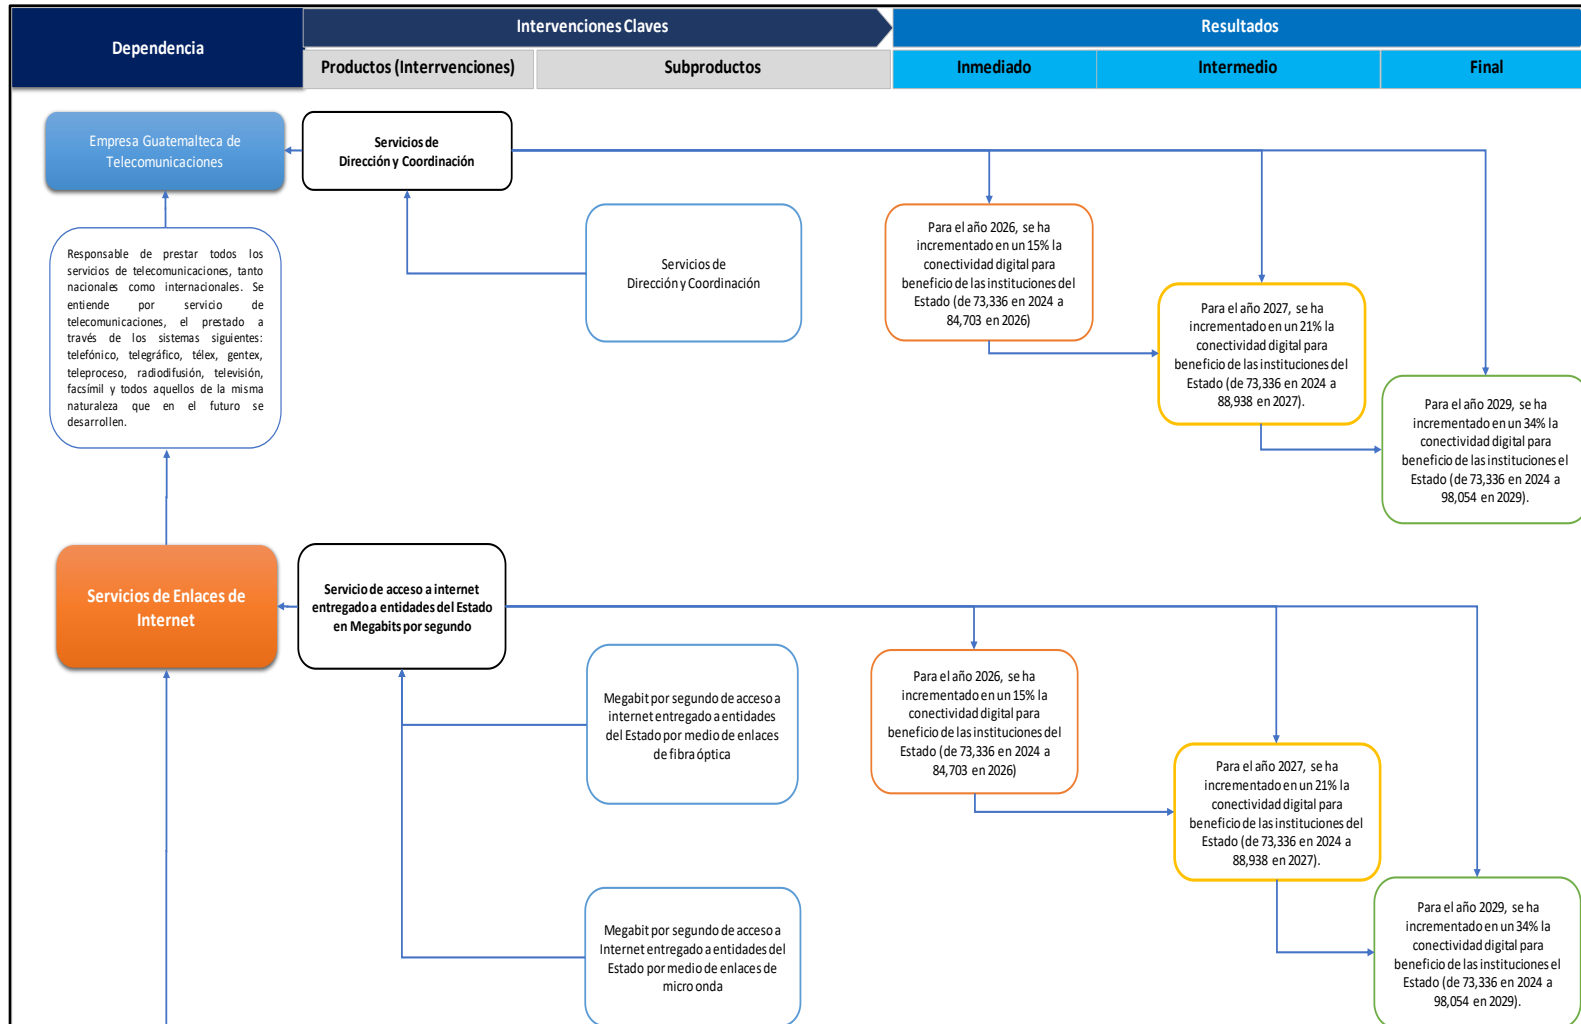 Dependencia
Intervenciones Claves
Resultados
Productos (Interrvenciones)
Subproductos
Inmediado
Intermedio
Final
Empresa Guatemalteca de
Telecomunicaciones
Servicios de
Dirección y Coordinación
Responsable de prestar todos los
servicios de telecomunicaciones, tanto
nacionales como internacionales. Se
entiende por servicio de
telecomunicaciones, el prestado a
través de los sistemas siguientes:
telefónico, telegráfico, télex, gentex,
teleproceso, radiodifusión, televisión,
facsímil y todos aquellos de la misma
naturaleza que en el futuro se
desarrollen.
Servicios de
Dirección y Coordinación
Para el año 2026, se ha
incrementado en un 15% la
conectividad digital para
beneficio de las instituciones del
Estado (de 73,336 en 2024 a
84,703 en 2026)
Para el año 2027, se ha
incrementado en un 21% la
conectividad digital para
beneficio de las instituciones del
Estado (de 73,336 en 2024 a
88,938 en 2027).
Para el año 2029, se ha
incrementado en un 34% la
conectividad digital para
beneficio de las instituciones el
Estado (de 73,336 en 2024 a
98,054 en 2029).
Servicios de Enlaces de
Internet
Servicio de acceso a internet
entregado a entidades del Estado
en Megabits por segundo
Megabit por segundo de acceso a
internet entregado a entidades
del Estado por medio de enlaces
de fibra óptica
Megabit por segundo de acceso a
Internet entregado a entidades del
Estado por medio de enlaces de
micro onda
Para el año 2026, se ha
incrementado en un 15% la
conectividad digital para
beneficio de las instituciones del
Estado (de 73,336 en 2024 a
84,703 en 2026)
Para el año 2027, se ha
incrementado en un 21% la
conectividad digital para
beneficio de las instituciones del
Estado (de 73,336 en 2024 a
88,938 en 2027).
Para el año 2029, se ha
incrementado en un 34% la
conectividad digital para
beneficio de las instituciones el
Estado (de 73,336 en 2024 a
98,054 en 2029).